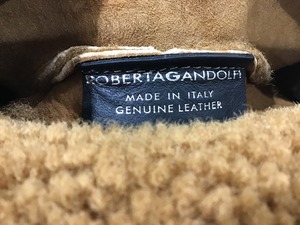 ROBERTAGANDOLFI
MADE IN ITALY
GENUINE LEATHER